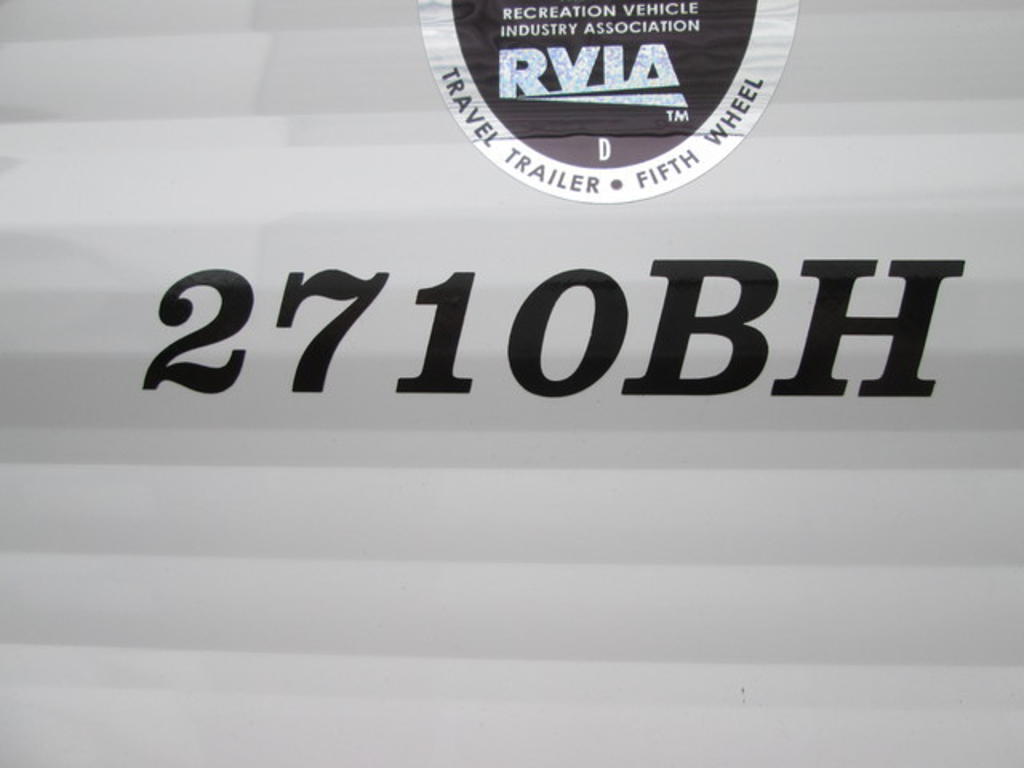 RECREATION VEHICLE
INDUSTRY ASSOCIATION
RVIA
TM
D
TRAVEL TRAILER • FIFTH WHEEL
2710BH